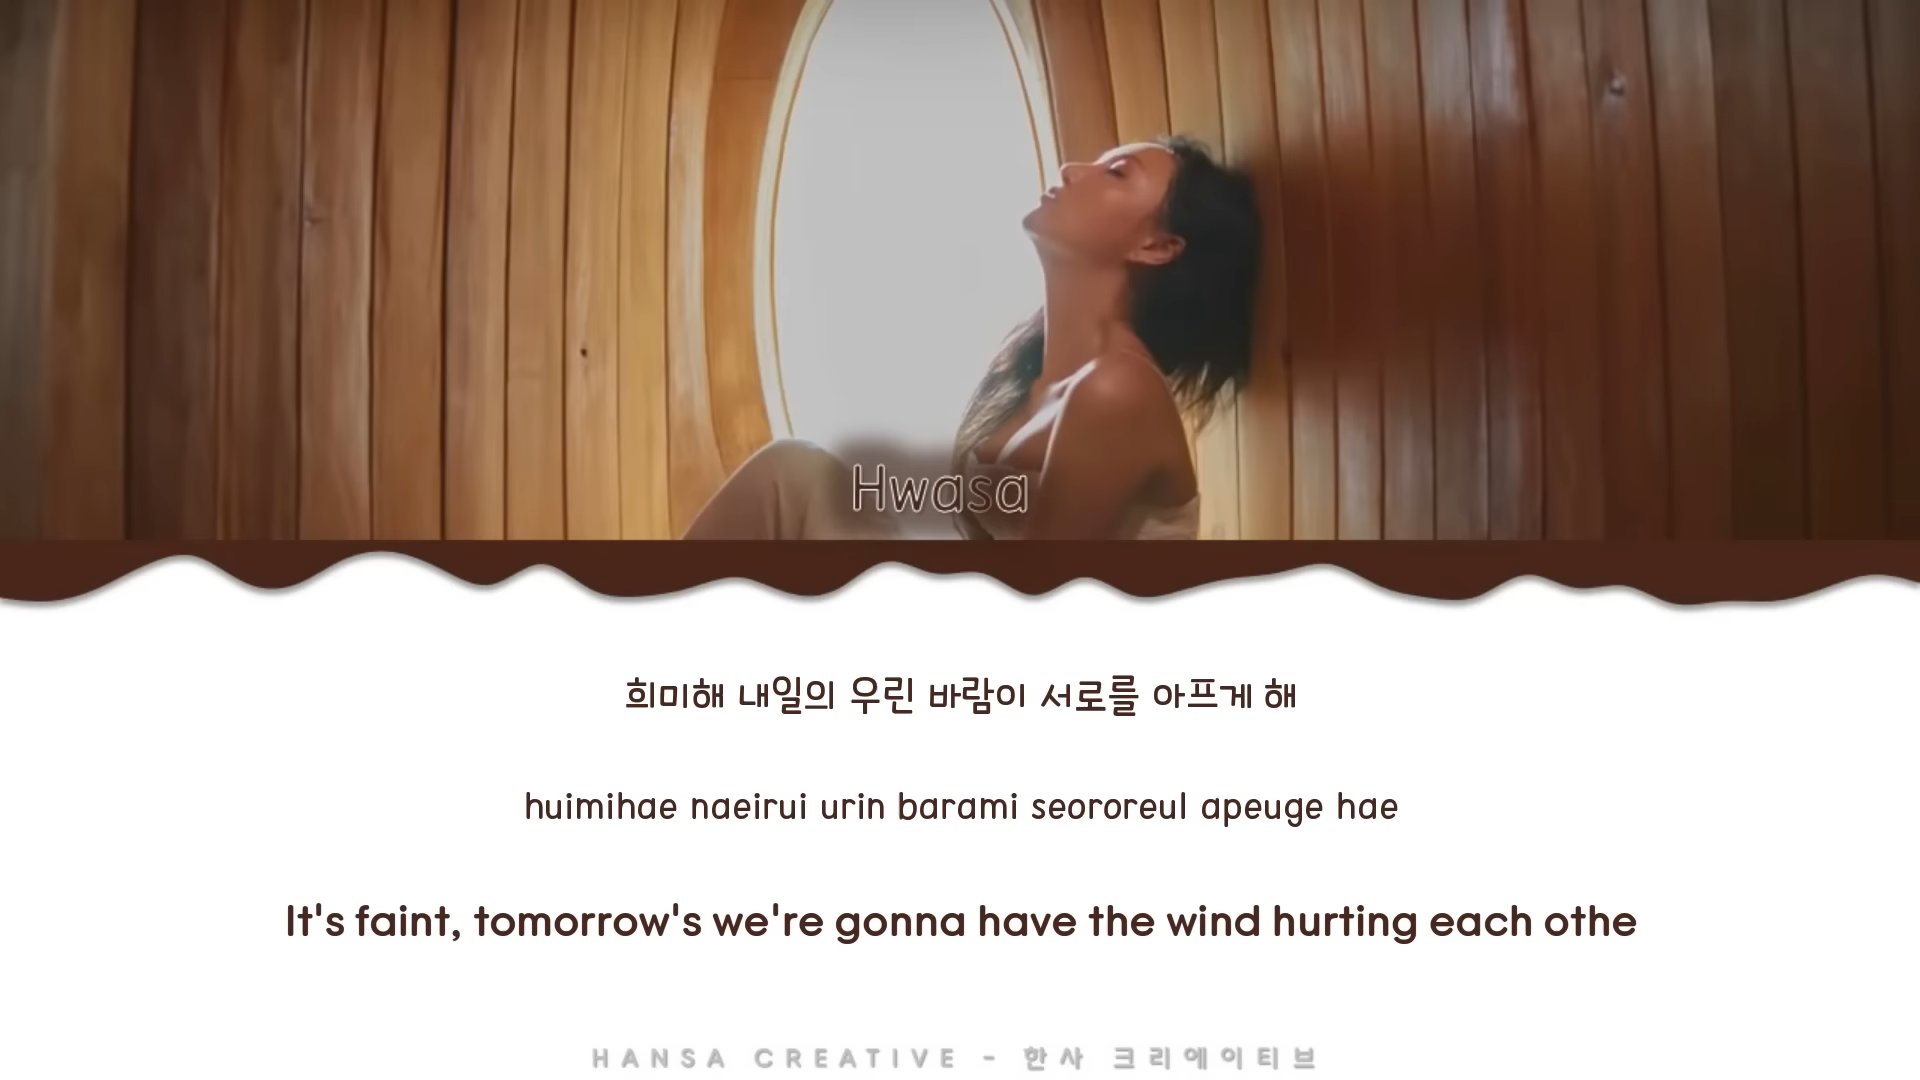 Hwasa
희미해 내일의 우린 바람이 서로를 아프게 해
huimihae naeirui urin barami seororeul apeuge hae
It's faint, tomorrow's we're gonna have the wind hurting each othe
HANSA CREATIVE - 한사 크리에이티브